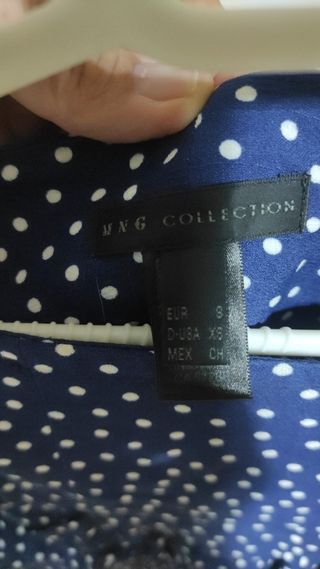 MNG COLLECTION
EUR S
D-USA XS
MEX CH